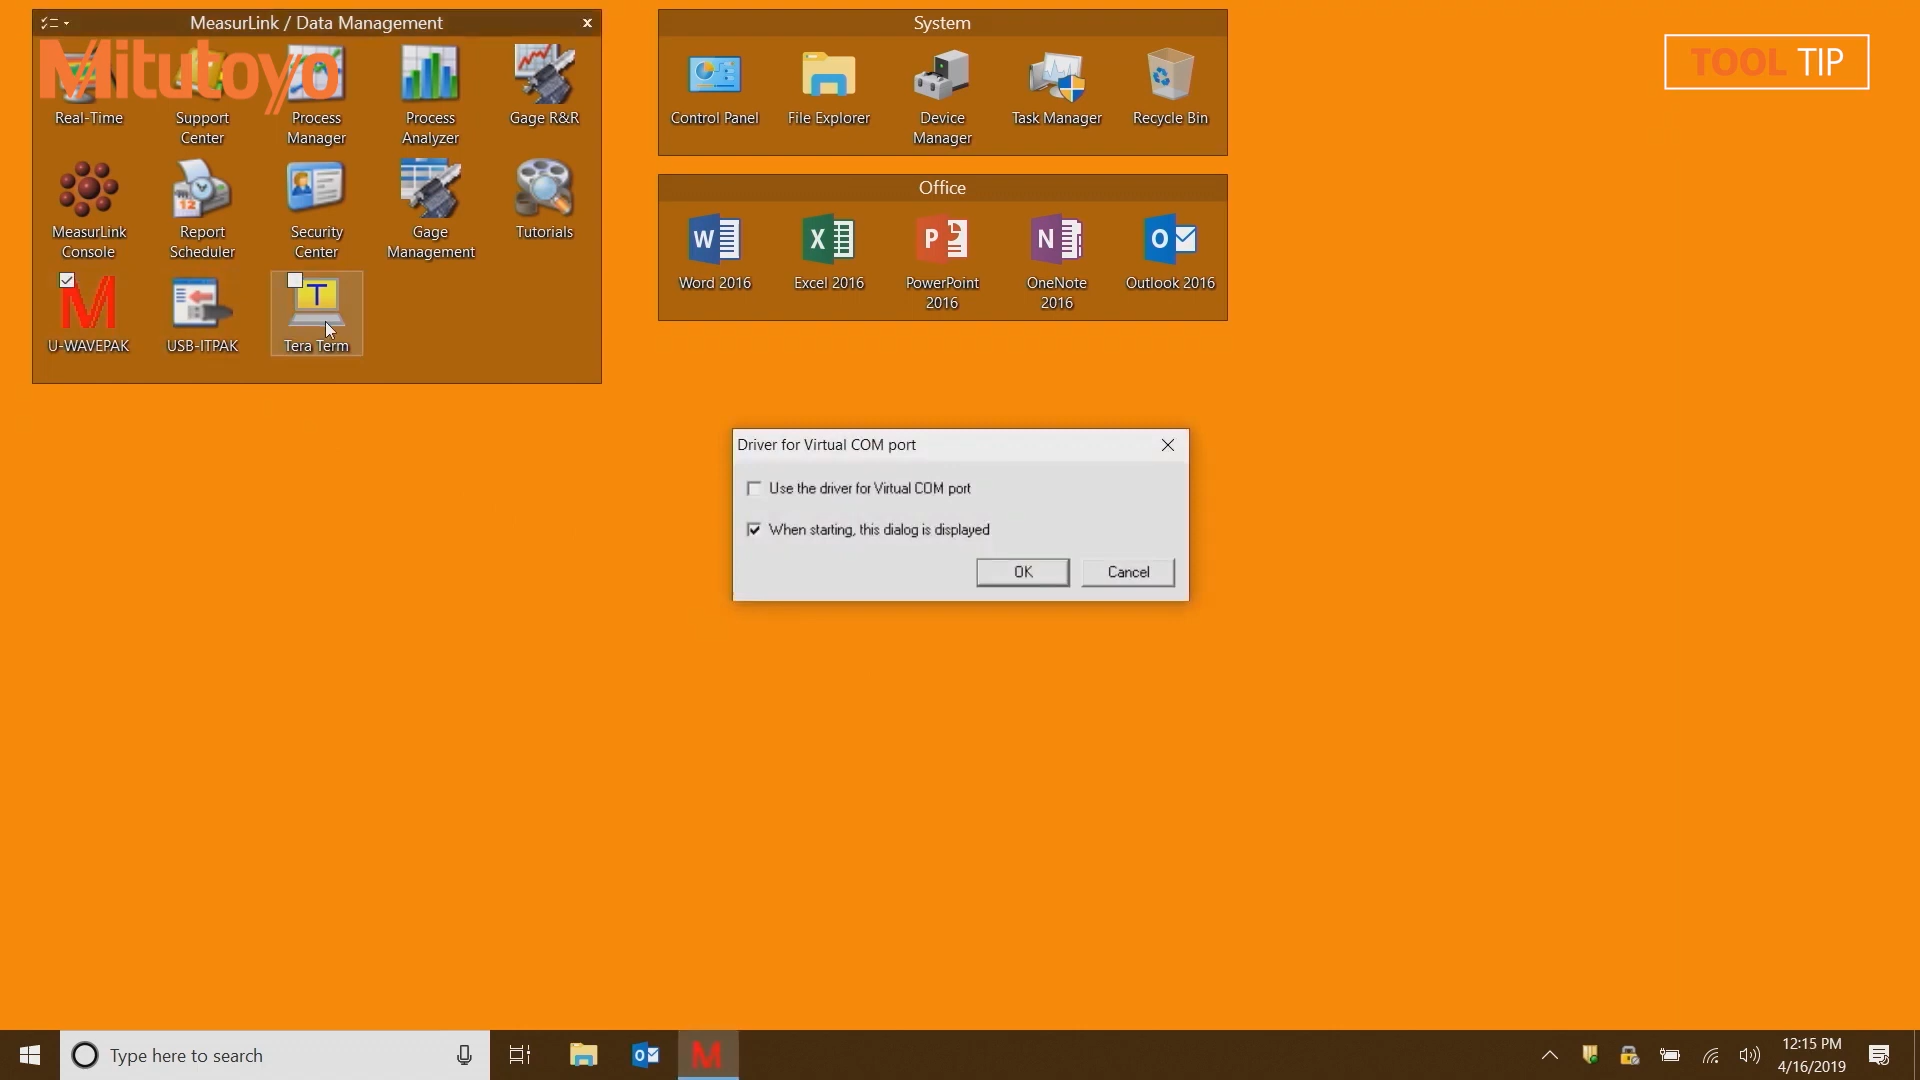 MeasurLink / Data Management
Mitutoyo
Real-Time
Support
Center
Process
Manager
Process
Analyzer
Gage R&R
MeasurLink
Console
Report
Scheduler
Security
Center
Gage
Management
Tutorials
U-WAVEPAK
USB-ITPAK
Tera Term
System
Control Panel
File Explorer
Device
Manager
Task Manager
Recycle Bin
Office
Word 2016
Excel 2016
PowerPoint
2016
OneNote
2016
Outlook 2016
TOOL TIP
Driver for Virtual COM port
Use the driver for Virtual COM port
When starting, this dialog is displayed
OK
Cancel
Type here to search
12:15 PM
4/16/2019